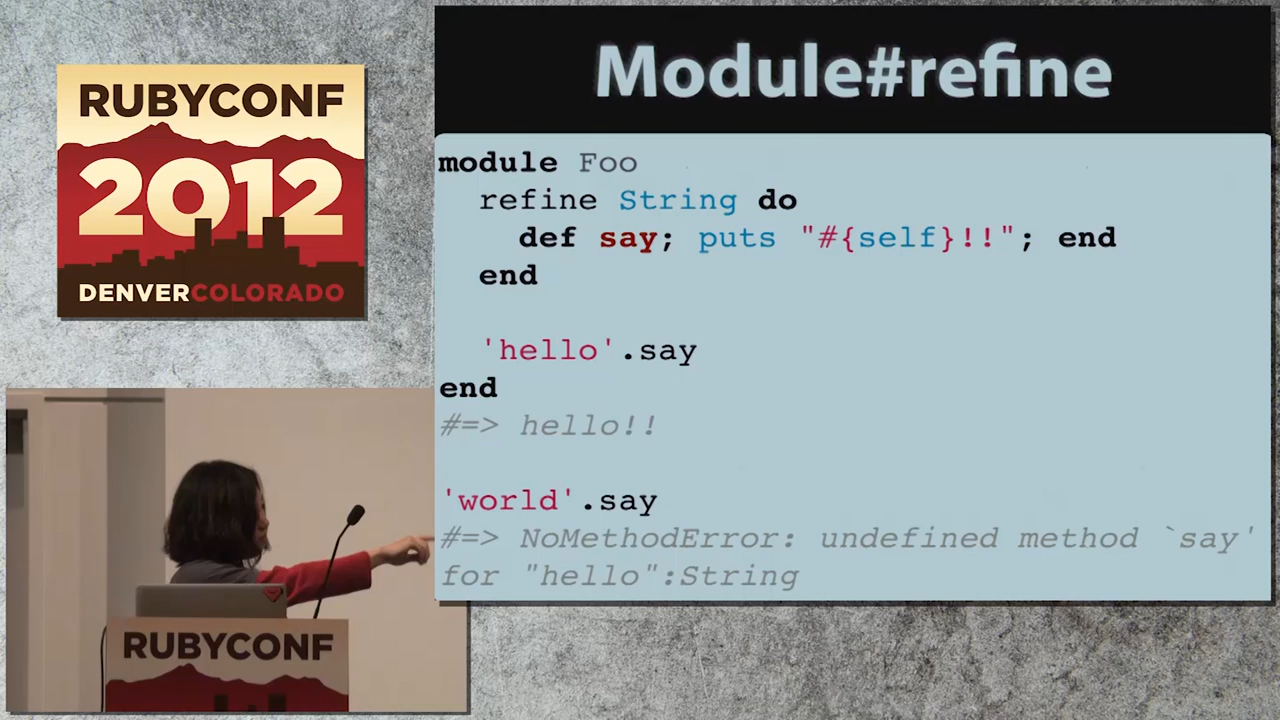 RUBYCONF
2012
DENVERCOLORADO
Module#refine
module Foo
  refine String do
    def say; puts "#{self}!!"; end
  end

  'hello'.say
end
#=> hello!!

'world'.say
#=> NoMethodError: undefined method `say'
for "hello":String
RUBYCONF